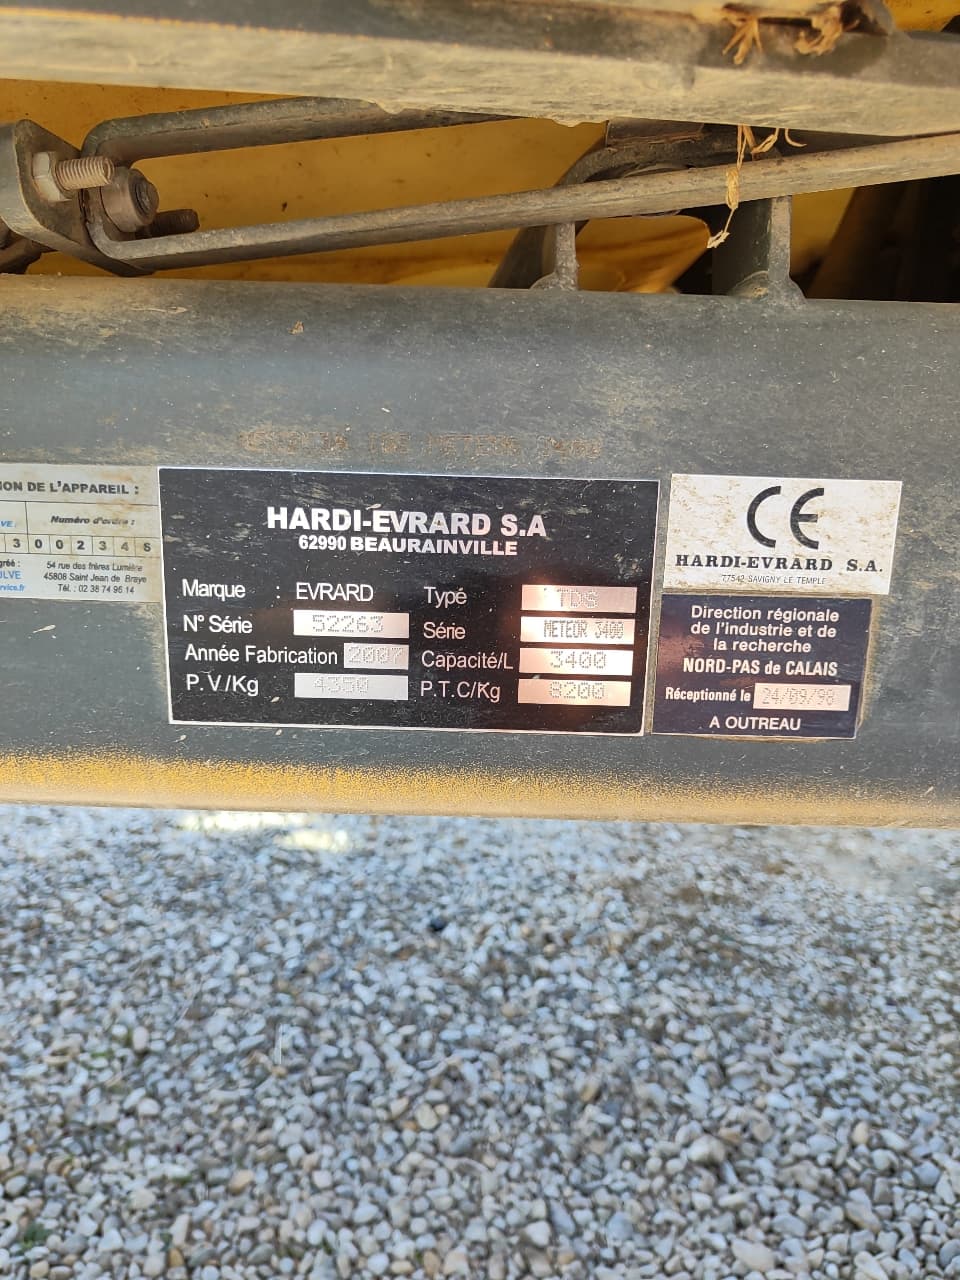 ION DE L'APPAREIL :
VE : Numéro d'ordre :
3 0 0 2 3 4 S
gréé : 54 rue des frères Lumière
45808 Saint Jean de Braye
Tél. : 02 38 74 96 14
HARDI-EVRARD S.A
62990 BEAURAINVILLE
Marque : EVRARD Type TDS
N° Série 52263 Série METEOR 3400
Année Fabrication 2007 Capacité/L 3400
P.V/Kg 4350 P.T.C/Kg 8200
CE
HARDI-EVRARD S.A.
77542 SAVIGNY LE TEMPLE
Direction régionale
de l'industrie et de
la recherche
NORD-PAS de CALAIS
Réceptionné le 24/09/98
A OUTREAU